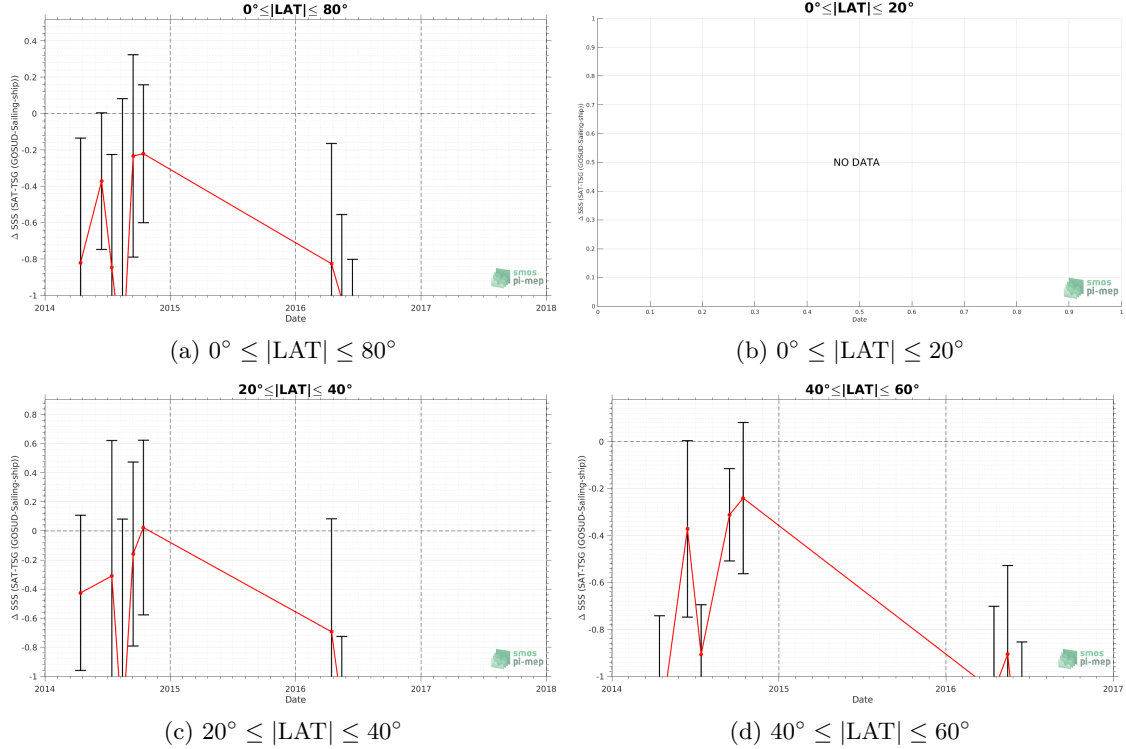 0°≤|LAT|≤ 80°
Δ SSS (SAT-TSG (GOSUD-Sailing-ship))
0.4
0.2
0
-0.2
-0.4
-0.6
-0.8
-1
2014 2015 2016 2017 2018
Date
smos
pi-mep
(a) 0° ≤ |LAT| ≤ 80°
0°≤|LAT|≤ 20°
Δ SSS (SAT-TSG (GOSUD-Sailing-ship))
1
0.9
0.8
0.7
0.6
0.5
0.4
0.3
0.2
0.1
0
NO DATA
0 0.1 0.2 0.3 0.4 0.5 0.6 0.7 0.8 0.9 1
Date
smos
pi-mep
(b) 0° ≤ |LAT| ≤ 20°
20°≤|LAT|≤ 40°
Δ SSS (SAT-TSG (GOSUD-Sailing-ship))
0.8
0.6
0.4
0.2
0
-0.2
-0.4
-0.6
-0.8
-1
2014 2015 2016 2017 2018
Date
smos
pi-mep
(c) 20° ≤ |LAT| ≤ 40°
40°≤|LAT|≤ 60°
Δ SSS (SAT-TSG (GOSUD-Sailing-ship))
0
-0.2
-0.4
-0.6
-0.8
-1
2014 2015 2016 2017
Date
smos
pi-mep
(d) 40° ≤ |LAT| ≤ 60°